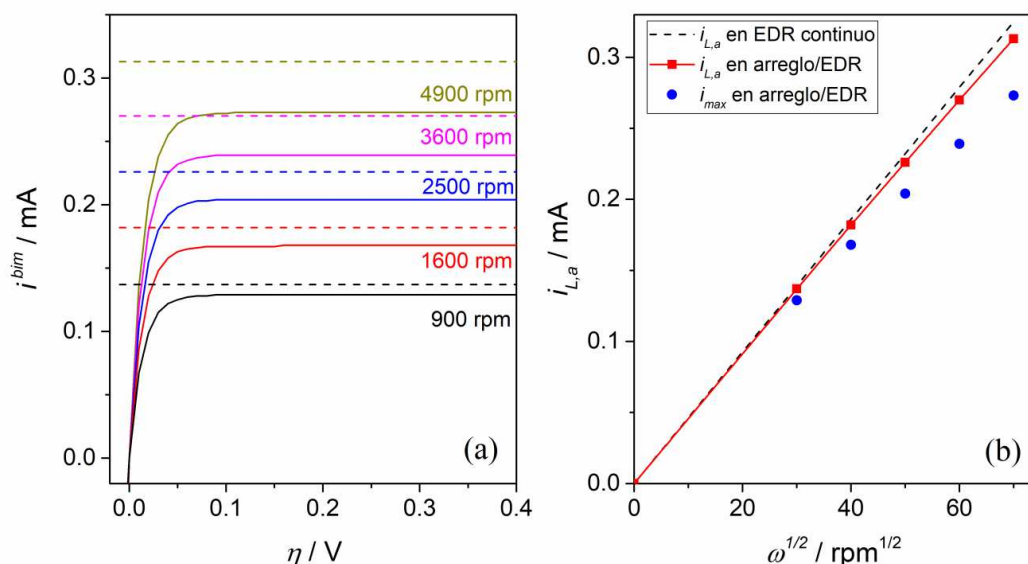 0.3
0.2
0.1
0.0
i^bim / mA
4900 rpm
3600 rpm
2500 rpm
1600 rpm
900 rpm
(a)
0.0 0.1 0.2 0.3 0.4
η / V
i_L,a en EDR continuo
i_L,a en arreglo/EDR
i_max en arreglo/EDR
0.3
0.2
0.1
0.0
i_L,a / mA
(b)
0 20 40 60
ω^1/2 / rpm^1/2